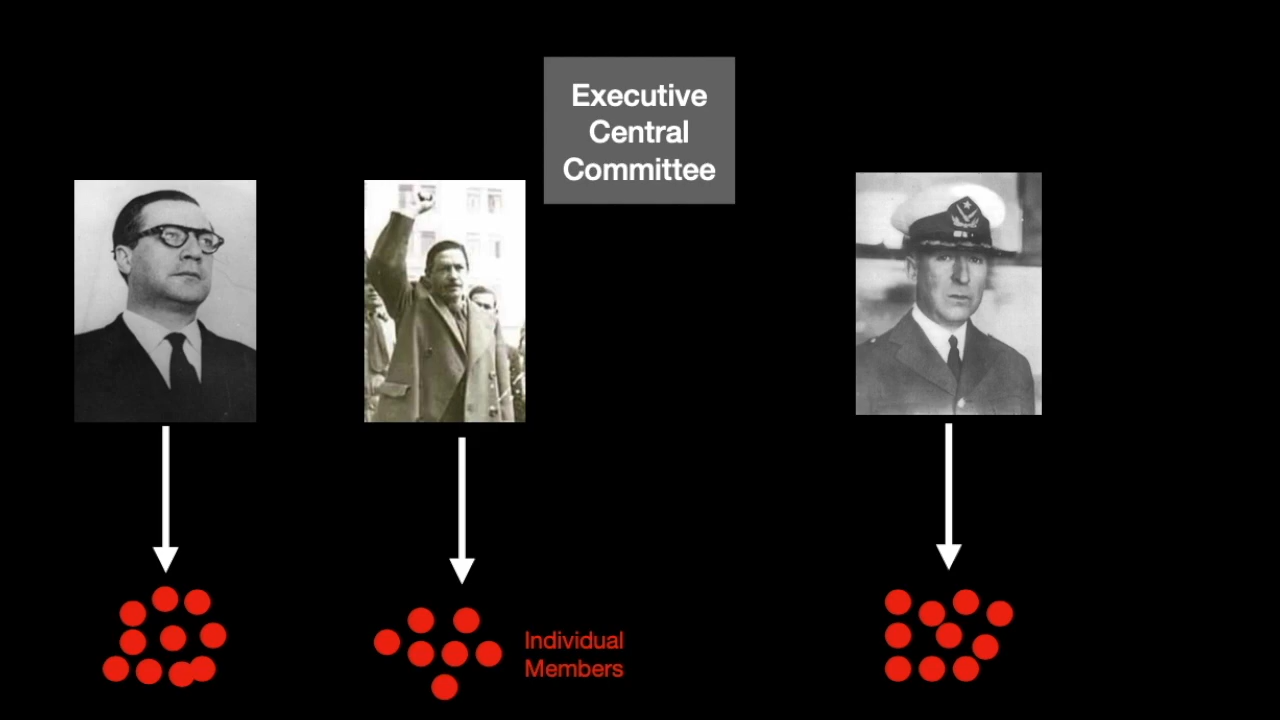 Executive
Central
Committee
Individual
Members